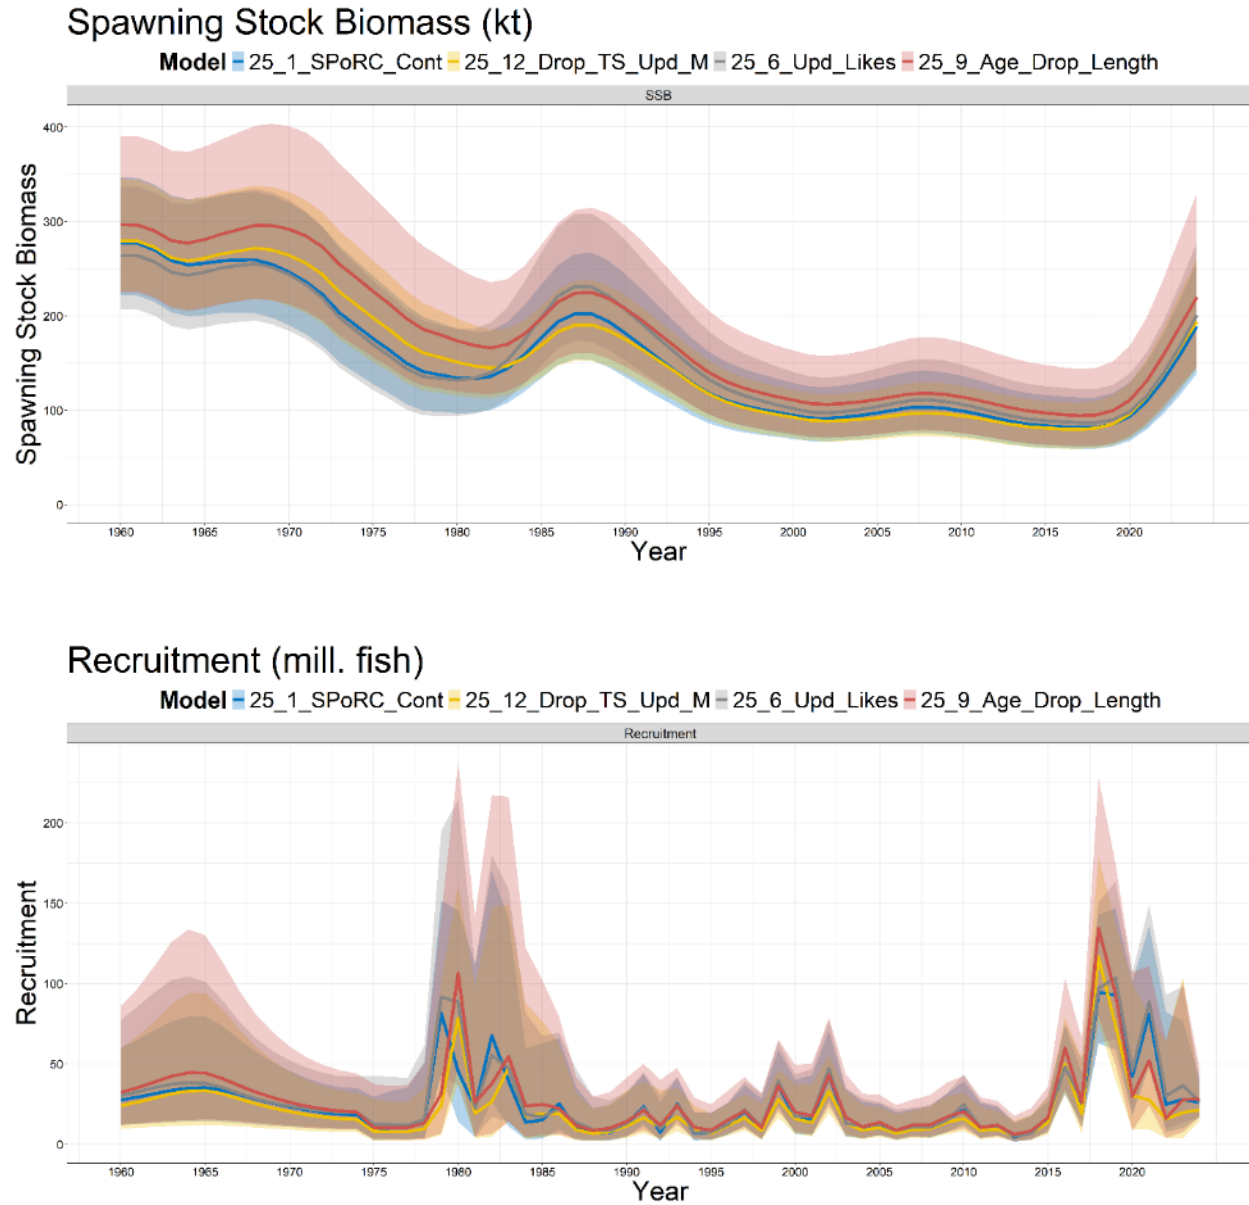 Spawning Stock Biomass (kt)
Model 25_1_SPoRC_Cont 25_12_Drop_TS_Upd_M 25_6_Upd_Likes 25_9_Age_Drop_Length
SSB
Spawning Stock Biomass
400
300
200
100
0
1960 1965 1970 1975 1980 1985 1990 1995 2000 2005 2010 2015 2020
Year
Recruitment (mill. fish)
Model 25_1_SPoRC_Cont 25_12_Drop_TS_Upd_M 25_6_Upd_Likes 25_9_Age_Drop_Length
Recruitment
Recruitment
200
150
100
50
0
1960 1965 1970 1975 1980 1985 1990 1995 2000 2005 2010 2015 2020
Year